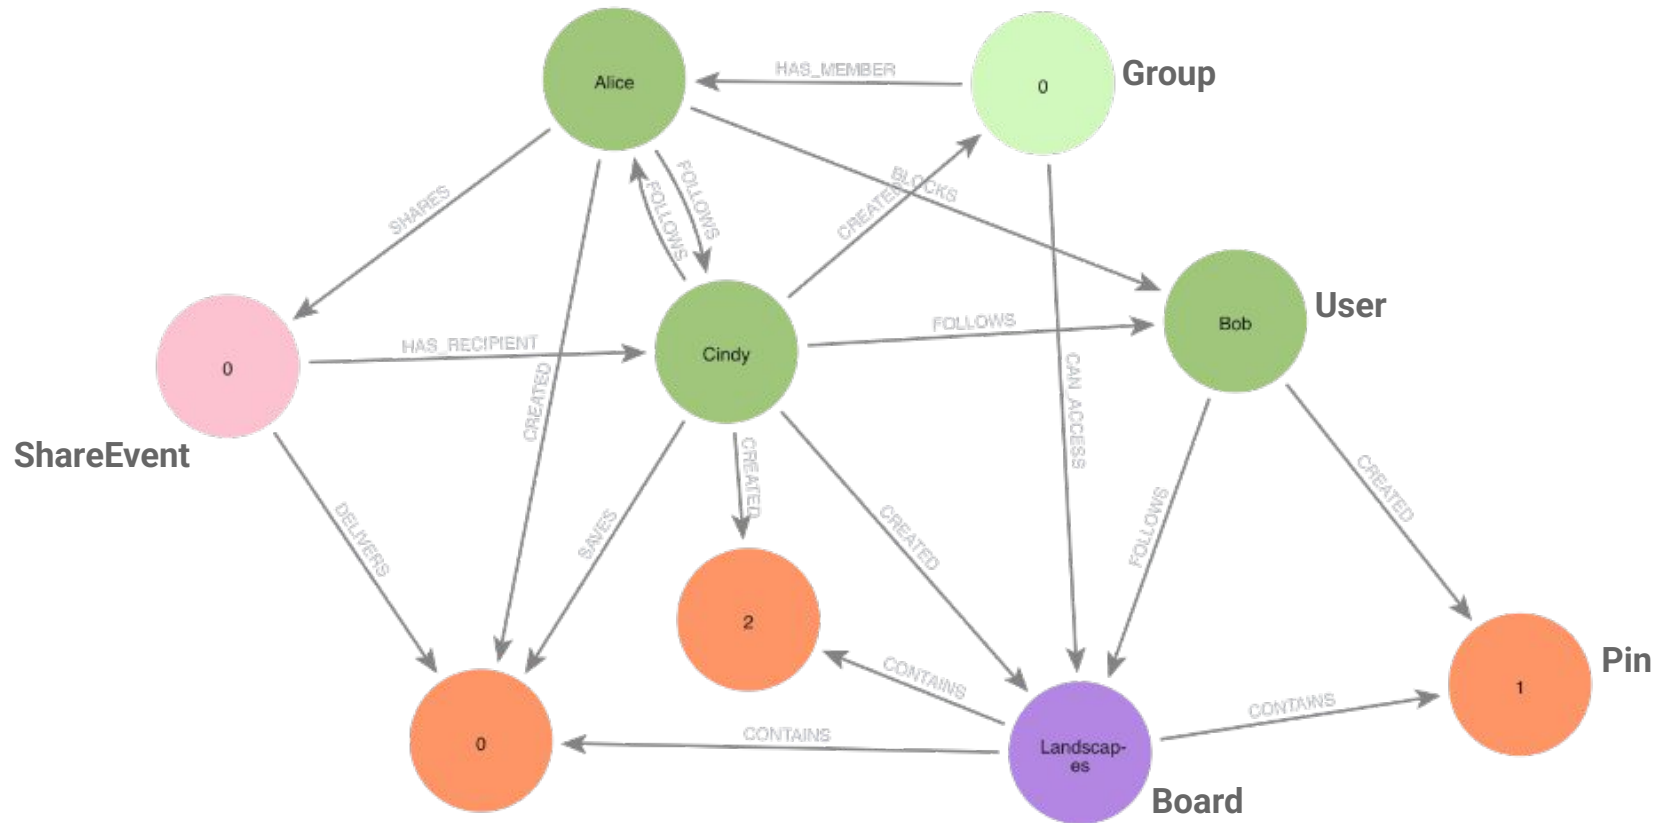 Alice
HAS_MEMBER
0
Group
BLOCKS
CREATED
FOLLOWS
FOLLOWS
SHARES
Bob
User
FOLLOWS
Cindy
HAS_RECIPIENT
0
ShareEvent
CREATED
CAN_ACCESS
CREATED
CREATED
CREATED
FOLLOWS
DELIVERS
SAVES
2
CONTAINS
Pin
1
CONTAINS
CONTAINS
0
Landscap-
es
Board